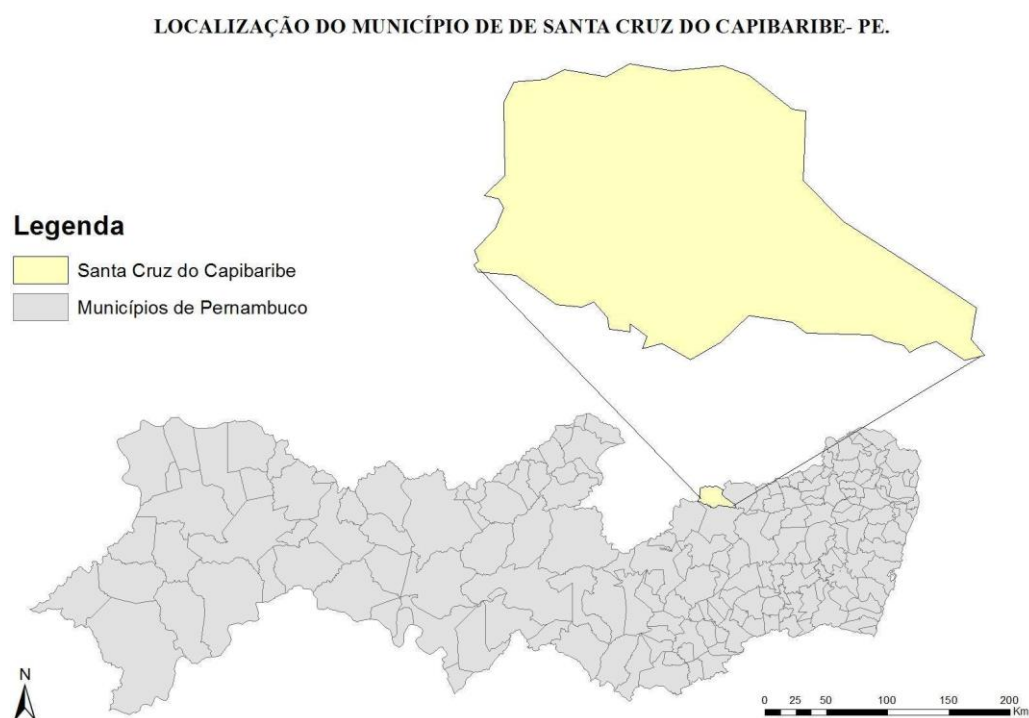 LOCALIZAÇÃO DO MUNICÍPIO DE DE SANTA CRUZ DO CAPIBARIBE- PE.
Legenda
Santa Cruz do Capibaribe
Municípios de Pernambuco
N
0 25 50 100 150 200
Km